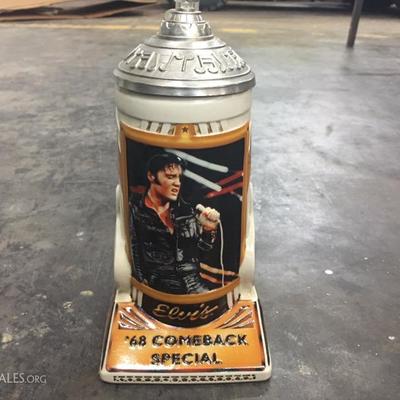 Elvis
'68 COMEBACK
SPECIAL
ALES.ORG